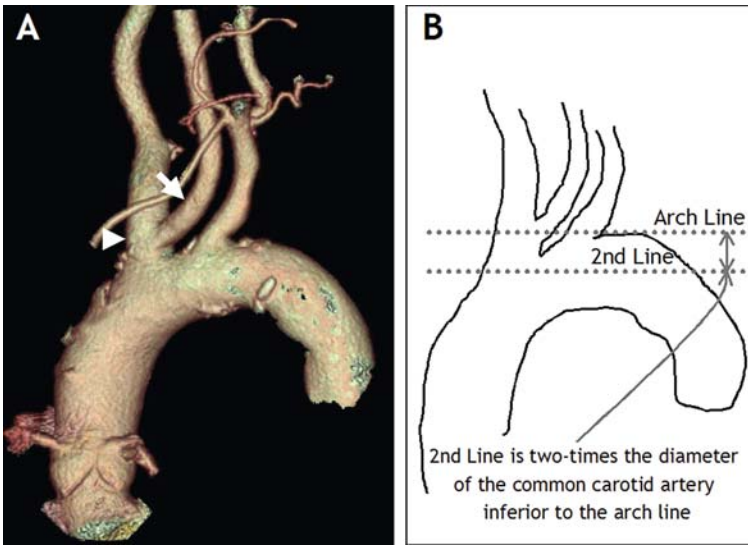 A
B
Arch Line
2nd Line
2nd Line is two-times the diameter
of the common carotid artery
inferior to the arch line